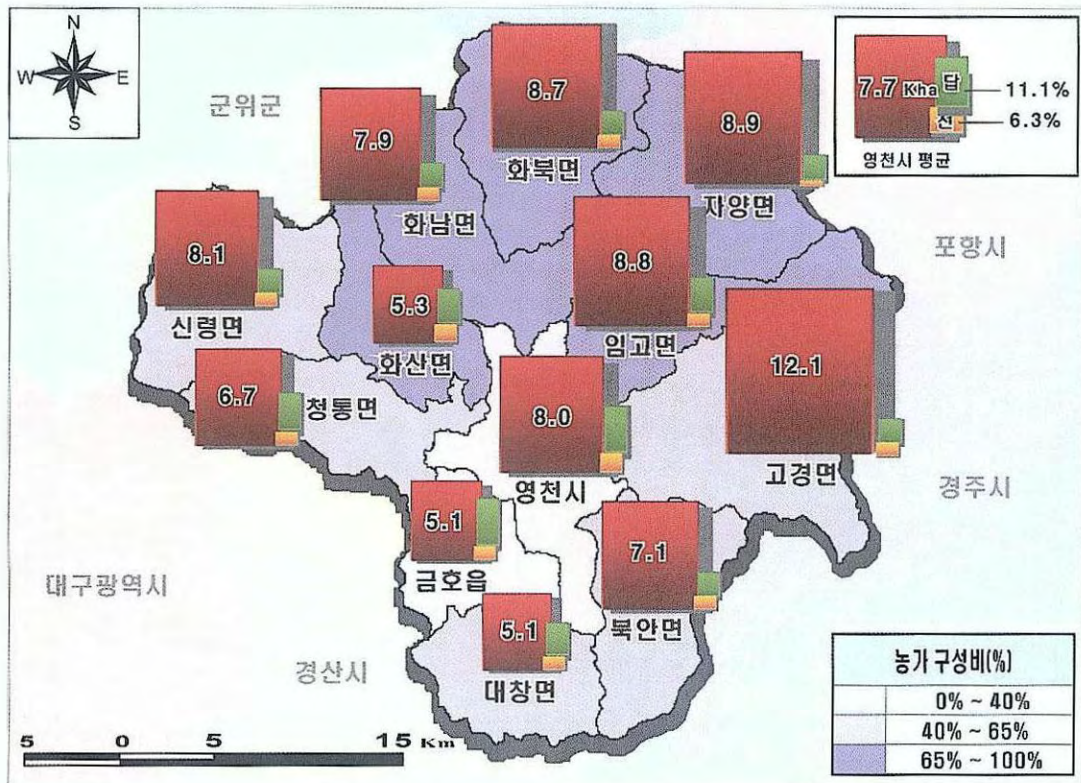 N
W E
S
군위군
7.9
화남면
8.7
화북면
8.9
자양면
7.7 K·ha
답
전
11.1%
6.3%
영천시 평균
포항시
8.1
신령면
5.3
화산면
8.8
임고면
12.1
고경면
6.7
청통면
8.0
영천시
경주시
5.1
금호읍
7.1
북안면
대구광역시
5.1
대창면
경산시
농가 구성비(%)
0% ~ 40%
40% ~ 65%
65% ~ 100%
5 0 5 15 Km